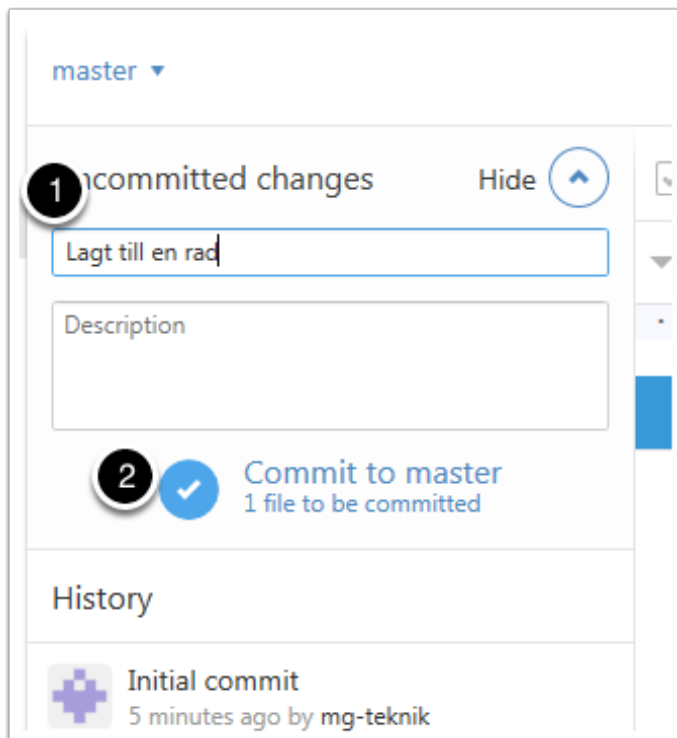 master
1
ncommitted changes Hide
Lagt till en rad
Description
2
Commit to master
1 file to be committed
History
Initial commit
5 minutes ago by mg-teknik